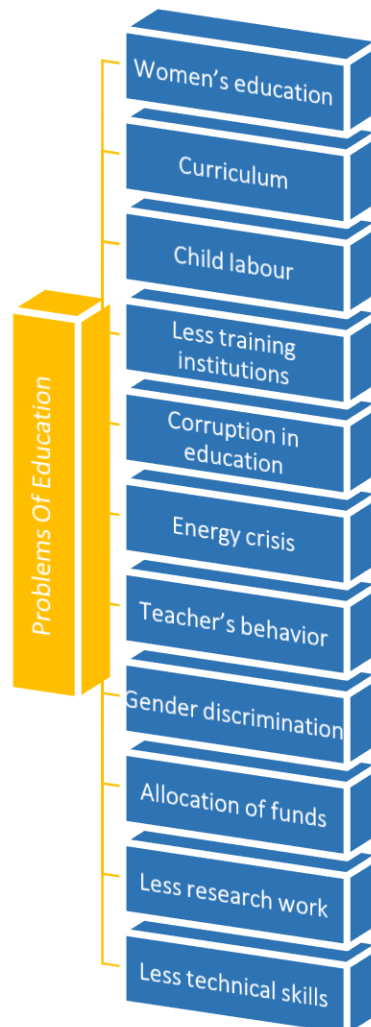 Problems Of Education
Women’s education
Curriculum
Child labour
Less training
institutions
Corruption in
education
Energy crisis
Teacher’s behavior
Gender discrimination
Allocation of funds
Less research work
Less technical skills